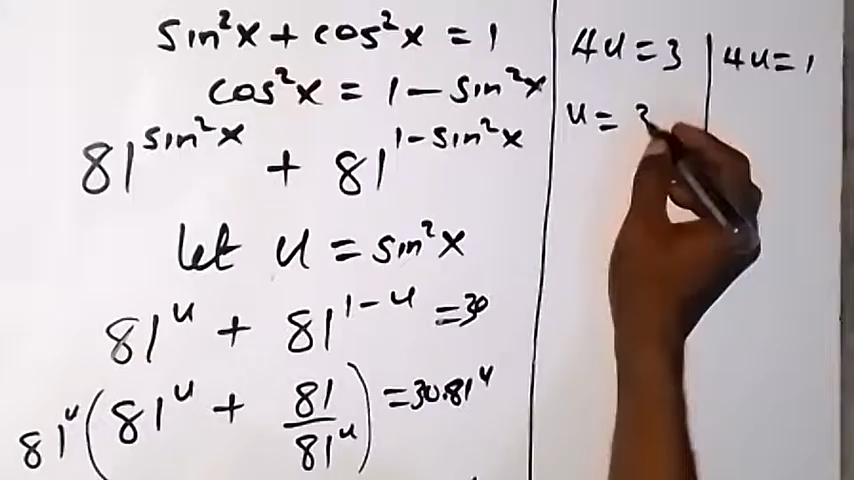 sin²x + cos²x = 1
cos²x = 1 - sin²x
81^sin²x + 81^1-sin²x
let u = sin²x
81^u + 81^1-u = 30
81^u (81^u + 81/81^u) = 30.81^u
4u = 3 | 4u = 1
u = 3